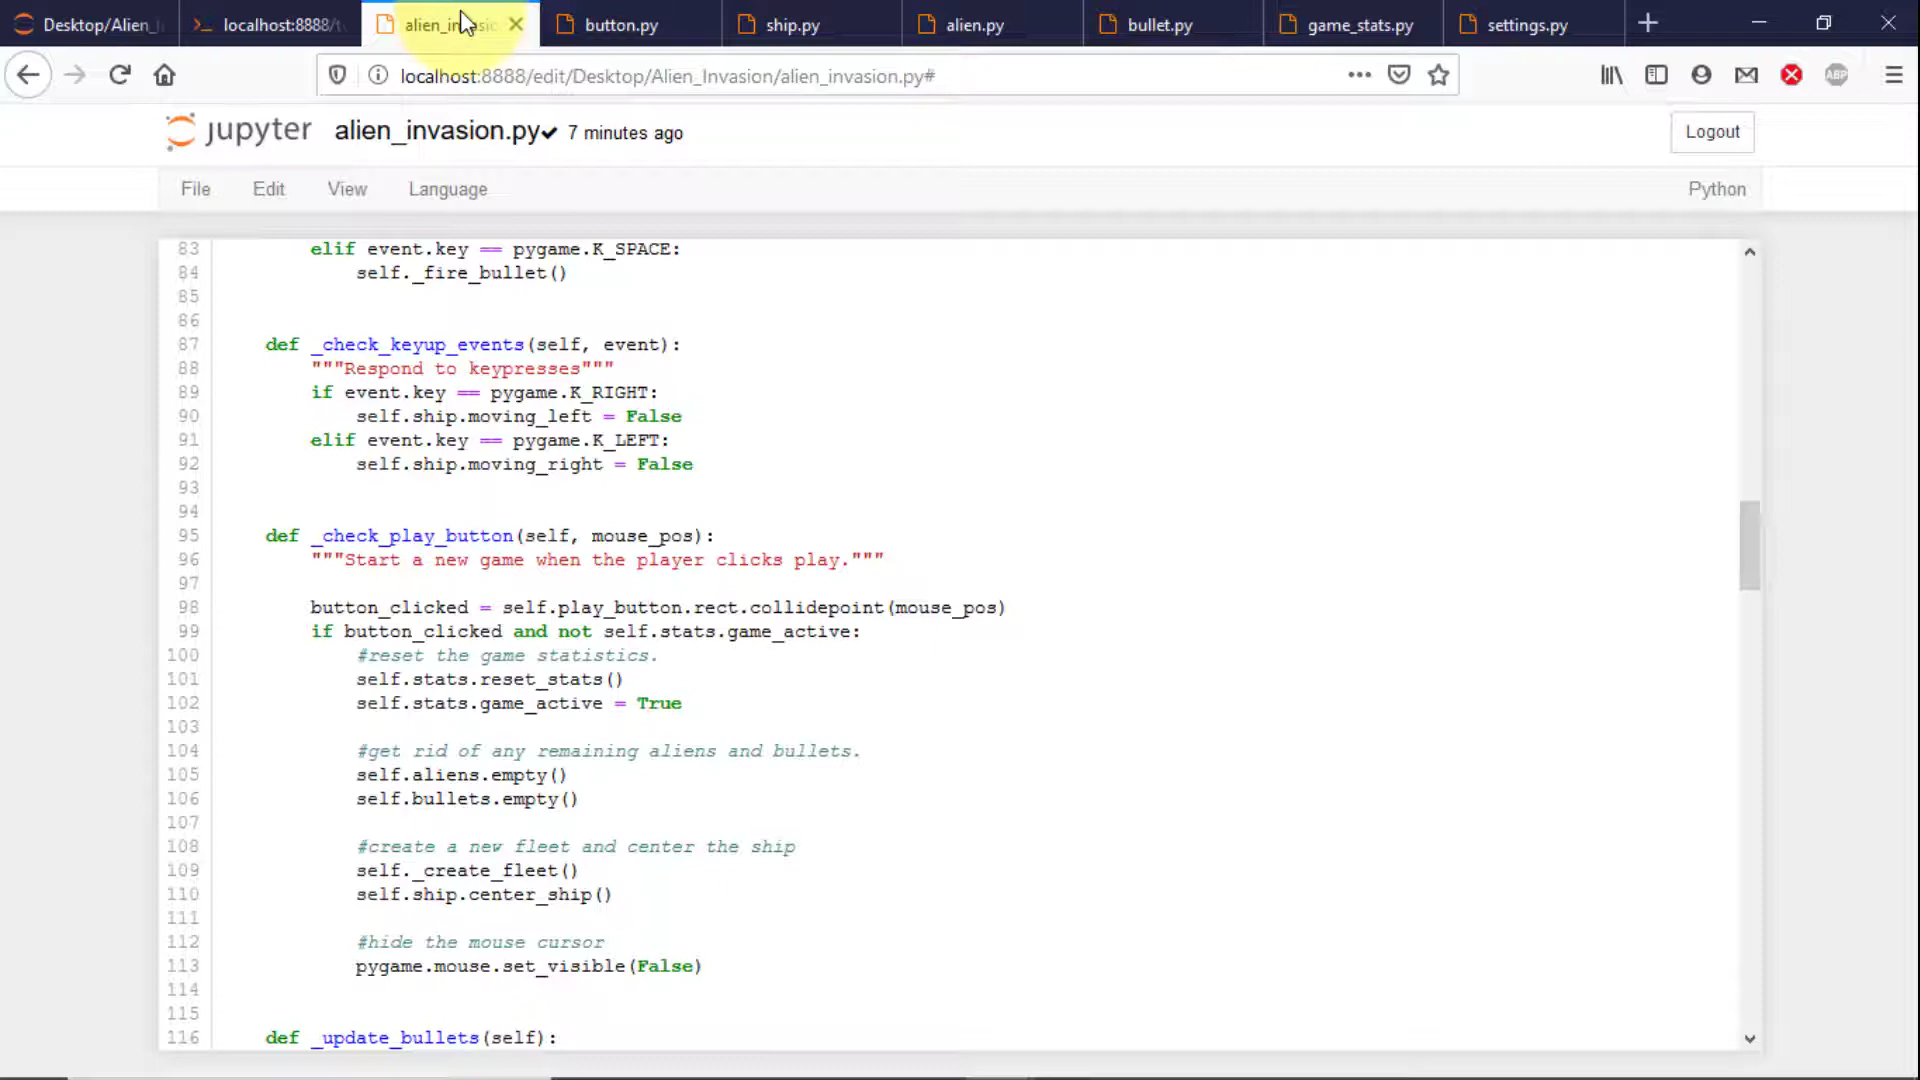 Desktop/Alien_I
localhost:8888/t
alien_invasio
button.py
ship.py
alien.py
bullet.py
game_stats.py
settings.py
localhost:8888/edit/Desktop/Alien_Invasion/alien_invasion.py#
ABP
jupyter
alien_invasion.py✔ 7 minutes ago
Logout
File
Edit
View
Language
Python
83 elif event.key == pygame.K_SPACE:
84 self._fire_bullet()
85
86
87 def _check_keyup_events(self, event):
88 """Respond to keypresses"""
89 if event.key == pygame.K_RIGHT:
90 self.ship.moving_left = False
91 elif event.key == pygame.K_LEFT:
92 self.ship.moving_right = False
93
94
95 def _check_play_button(self, mouse_pos):
96 """Start a new game when the player clicks play."""
97
98 button_clicked = self.play_button.rect.collidepoint(mouse_pos)
99 if button_clicked and not self.stats.game_active:
100 #reset the game statistics.
101 self.stats.reset_stats()
102 self.stats.game_active = True
103
104 #get rid of any remaining aliens and bullets.
105 self.aliens.empty()
106 self.bullets.empty()
107
108 #create a new fleet and center the ship
109 self._create_fleet()
110 self.ship.center_ship()
111
112 #hide the mouse cursor
113 pygame.mouse.set_visible(False)
114
115
116 def _update_bullets(self):